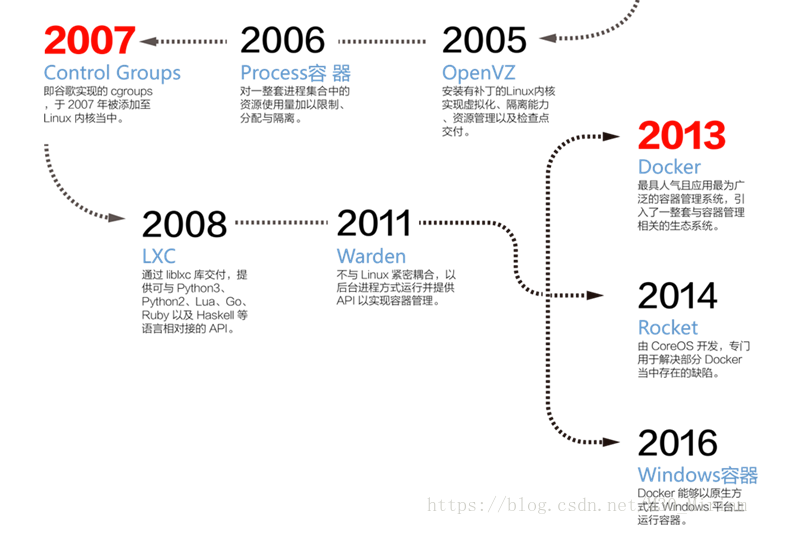 2007
Control Groups
即谷歌实现的 cgroups
，于 2007 年被添加至
Linux 内核当中。
2006
Process容 器
对一整套进程集合中的
资源使用量加以限制、
分配与隔离。
2005
OpenVZ
安装有补丁的Linux内核
实现虚拟化、隔离能力
、资源管理以及检查点
交付。
2008
LXC
通过 liblxc 库交付，提
供可与 Python3、
Python2、Lua、Go、
Ruby 以及 Haskell 等
语言相对接的 API。
2011
Warden
不与 Linux 紧密耦合，以
后台进程方式运行并提供
API 以实现容器管理。
2013
Docker
最具人气且应用最为广
泛的容器管理系统，引
入了一整套与容器管理
相关的生态系统。
2014
Rocket
由 CoreOS 开发，专门
用于解决部分 Docker
当中存在的缺陷。
2016
Windows容器
Docker 能够以原生方
式在 Windows 平台上
运行容器。
https://blog.csdn.net